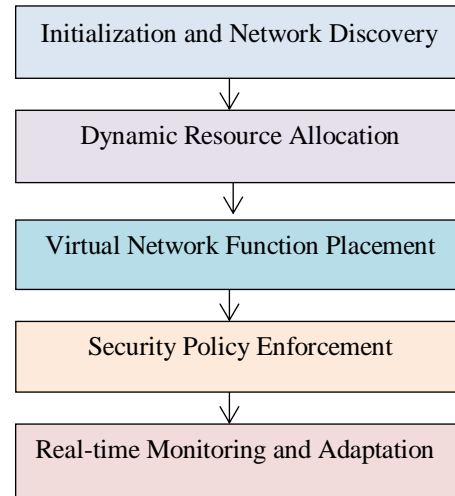 Initialization and Network Discovery
Dynamic Resource Allocation
Virtual Network Function Placement
Security Policy Enforcement
Real-time Monitoring and Adaptation